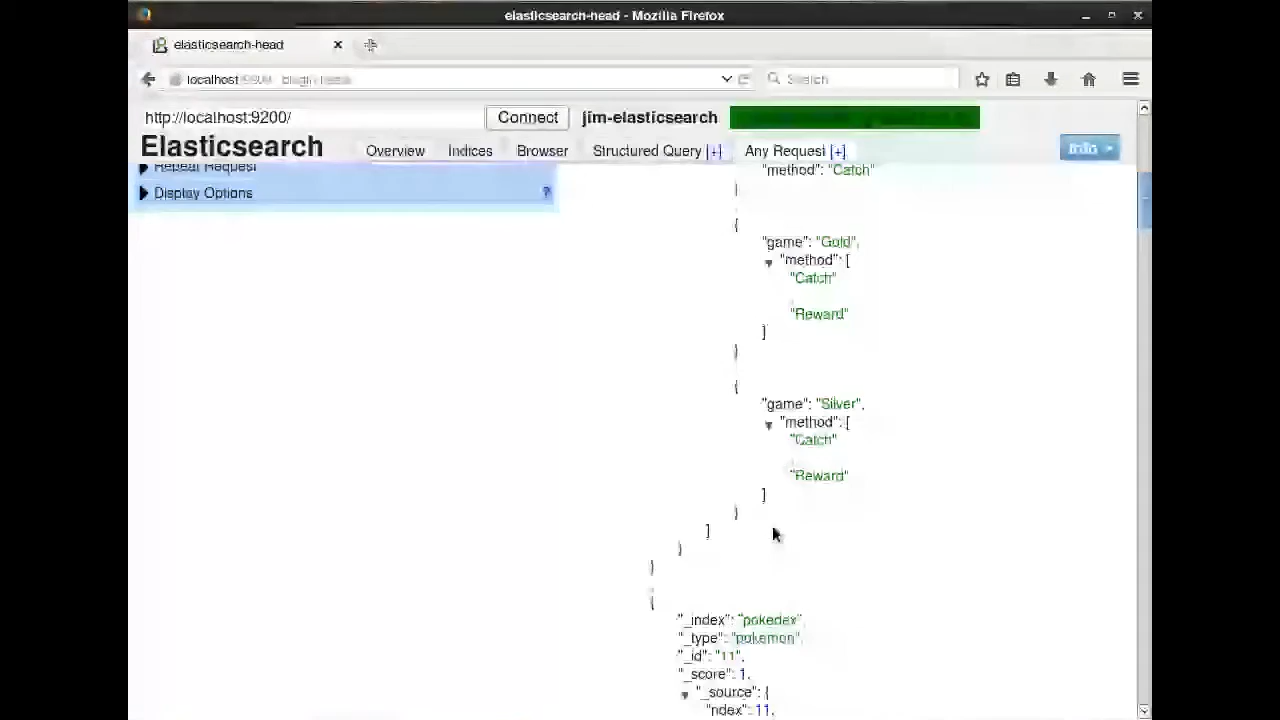 elasticsearch-head - Mozilla Firefox
elasticsearch-head
localhost
Search
http://localhost:9200/ Connect jim-elasticsearch
Elasticsearch Overview Indices Browser Structured Query [+] Any Request [+] Info
Repeat Request
Display Options ?
"method": "Catch"
}
,
{
"game": "Gold",
"method": [
"Catch"
,
"Reward"
]
}
,
{
"game": "Silver",
"method": [
"Catch"
,
"Reward"
]
}
]
}
}
,
{
"_index": "pokedex",
"_type": "pokemon",
"_id": "11",
"_score": 1,
"_source": {
"ndex": 11,